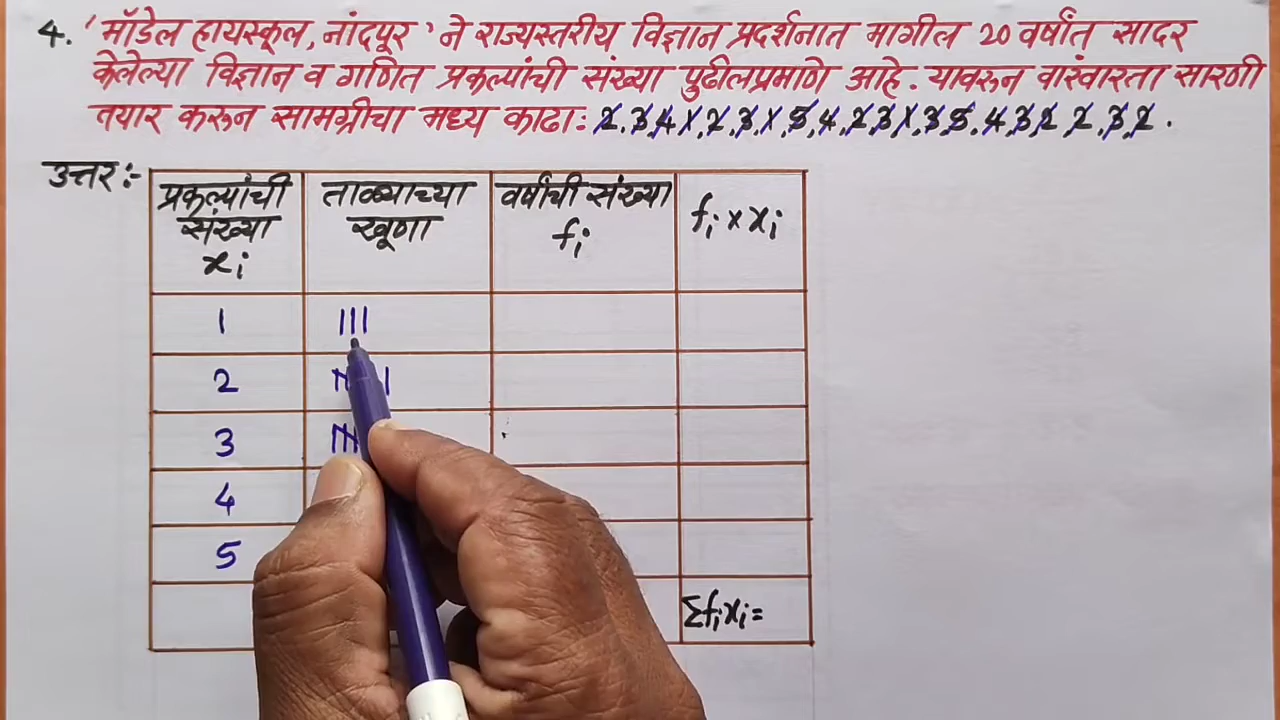 4. 'मॉडेल हायस्कूल, नांदपूर' ने राज्यस्तरीय विज्ञान प्रदर्शनात मागील 20 वर्षांत सादर
केलेल्या विज्ञान व गणित प्रकल्पांची संख्या पुढीलप्रमाणे आहे. यावरून वारंवारता सारणी
तयार करून सामग्रीचा मध्य काढा: 2,3,4,1,2,3,1,5,4,2,3,1,3,5,4,3,2,2,3,2.
उत्तर:-
प्रकल्पांची संख्या xi
ताळ्याच्या खूणा
वर्षांची संख्या fi
fi × xi
1 |||
2
3
4
5
Σfixi=